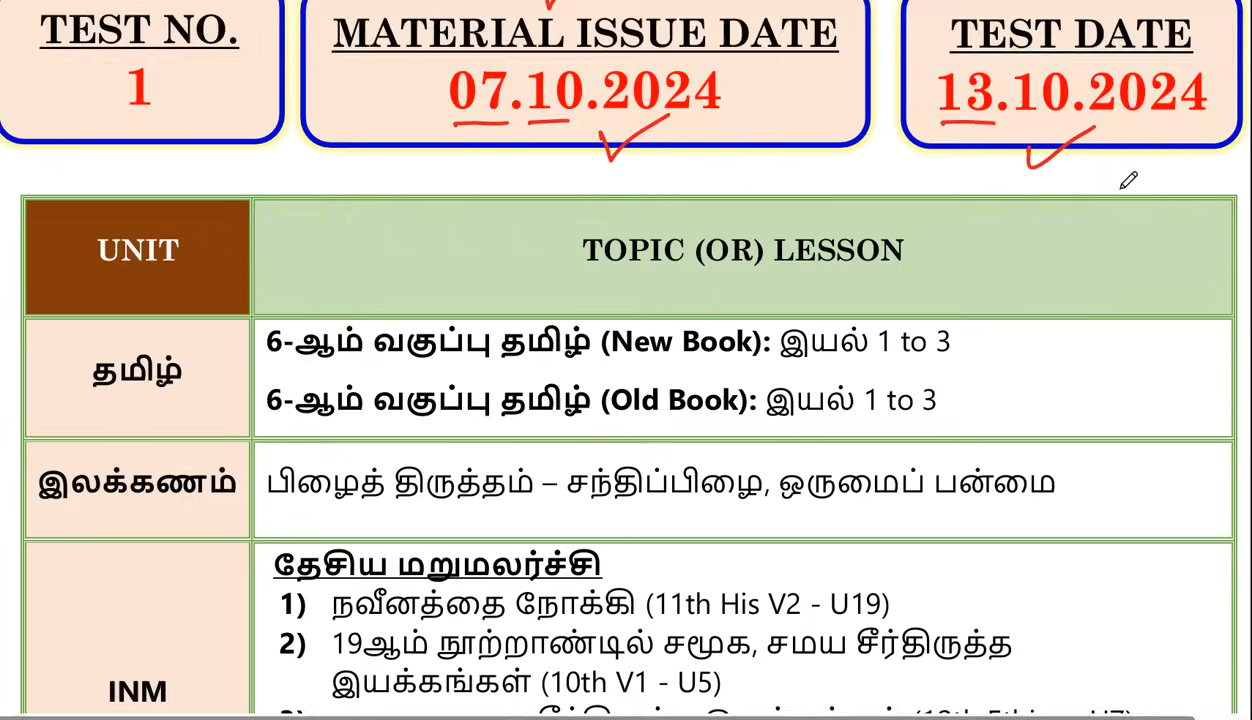 TEST NO.
1
MATERIAL ISSUE DATE
07.10.2024
TEST DATE
13.10.2024
UNIT
TOPIC (OR) LESSON
தமிழ்
6-ஆம் வகுப்பு தமிழ் (New Book): இயல் 1 to 3
6-ஆம் வகுப்பு தமிழ் (Old Book): இயல் 1 to 3
இலக்கணம்
பிழைத் திருத்தம் – சந்திப்பிழை, ஒருமைப் பன்மை
INM
தேசிய மறுமலர்ச்சி
1) நவீனத்தை நோக்கி (11th His V2 - U19)
2) 19ஆம் நூற்றாண்டில் சமூக, சமய சீர்திருத்த
இயக்கங்கள் (10th V1 - U5)